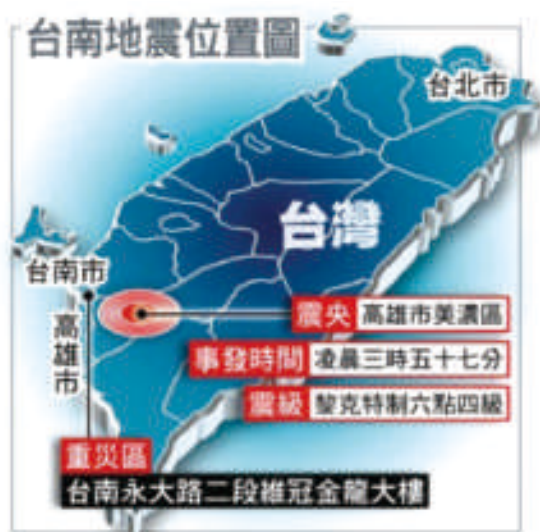 台南地震位置圖
台北市
台灣
台南市
高雄市
震央 高雄市美濃區
事發時間 凌晨三時五十七分
震級 黎克特制六點四級
重災區
台南永大路二段維冠金龍大樓